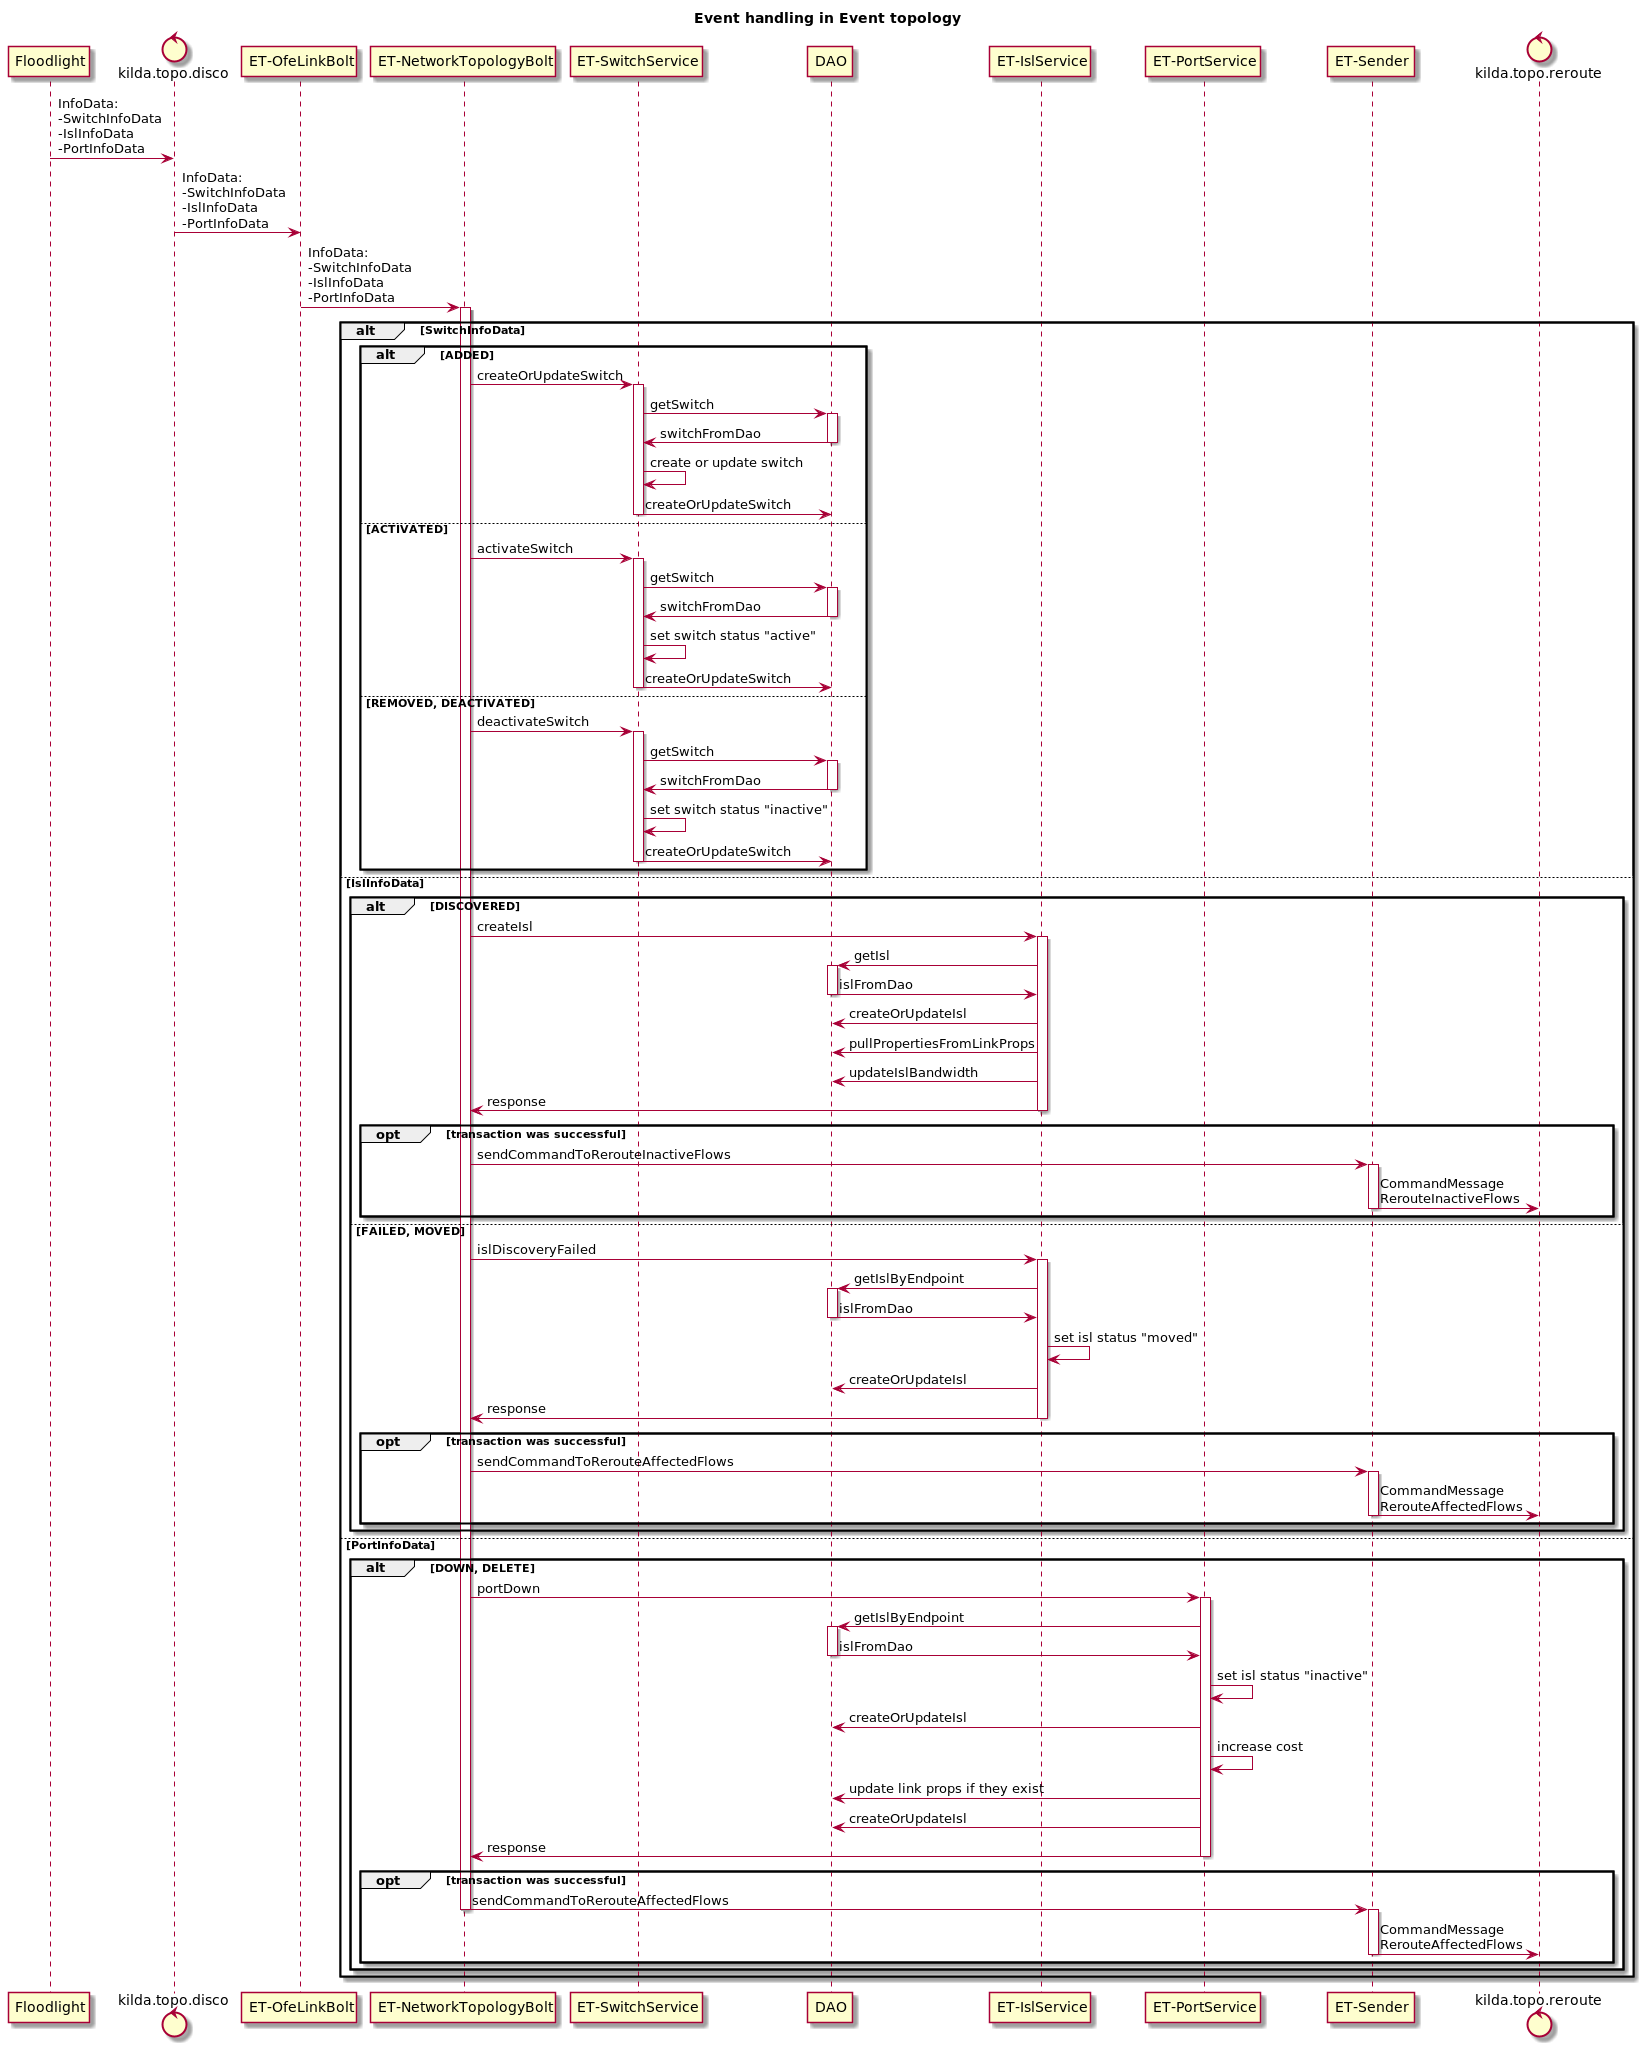 Event handling in Event topology
Floodlight
kilda.topo.disco
ET-OfeLinkBolt
ET-NetworkTopologyBolt
ET-SwitchService
DAO
ET-IslService
ET-PortService
ET-Sender
kilda.topo.reroute
InfoData:
-SwitchInfoData
-IslInfoData
-PortInfoData
InfoData:
-SwitchInfoData
-IslInfoData
-PortInfoData
InfoData:
-SwitchInfoData
-IslInfoData
-PortInfoData
alt [SwitchInfoData]
alt [ADDED]
createOrUpdateSwitch
getSwitch
switchFromDao
create or update switch
createOrUpdateSwitch
[ACTIVATED]
activateSwitch
getSwitch
switchFromDao
set switch status "active"
createOrUpdateSwitch
[REMOVED, DEACTIVATED]
deactivateSwitch
getSwitch
switchFromDao
set switch status "inactive"
createOrUpdateSwitch
[IslInfoData]
alt [DISCOVERED]
createIsl
getIsl
islFromDao
createOrUpdateIsl
pullPropertiesFromLinkProps
updateIslBandwidth
response
opt [transaction was successful]
sendCommandToRerouteInactiveFlows
CommandMessage
RerouteInactiveFlows
[FAILED, MOVED]
islDiscoveryFailed
getIslByEndpoint
islFromDao
set isl status "moved"
createOrUpdateIsl
response
opt [transaction was successful]
sendCommandToRerouteAffectedFlows
CommandMessage
RerouteAffectedFlows
[PortInfoData]
alt [DOWN, DELETE]
portDown
getIslByEndpoint
islFromDao
set isl status "inactive"
createOrUpdateIsl
increase cost
update link props if they exist
createOrUpdateIsl
response
opt [transaction was successful]
sendCommandToRerouteAffectedFlows
CommandMessage
RerouteAffectedFlows
Floodlight
kilda.topo.disco
ET-OfeLinkBolt
ET-NetworkTopologyBolt
ET-SwitchService
DAO
ET-IslService
ET-PortService
ET-Sender
kilda.topo.reroute